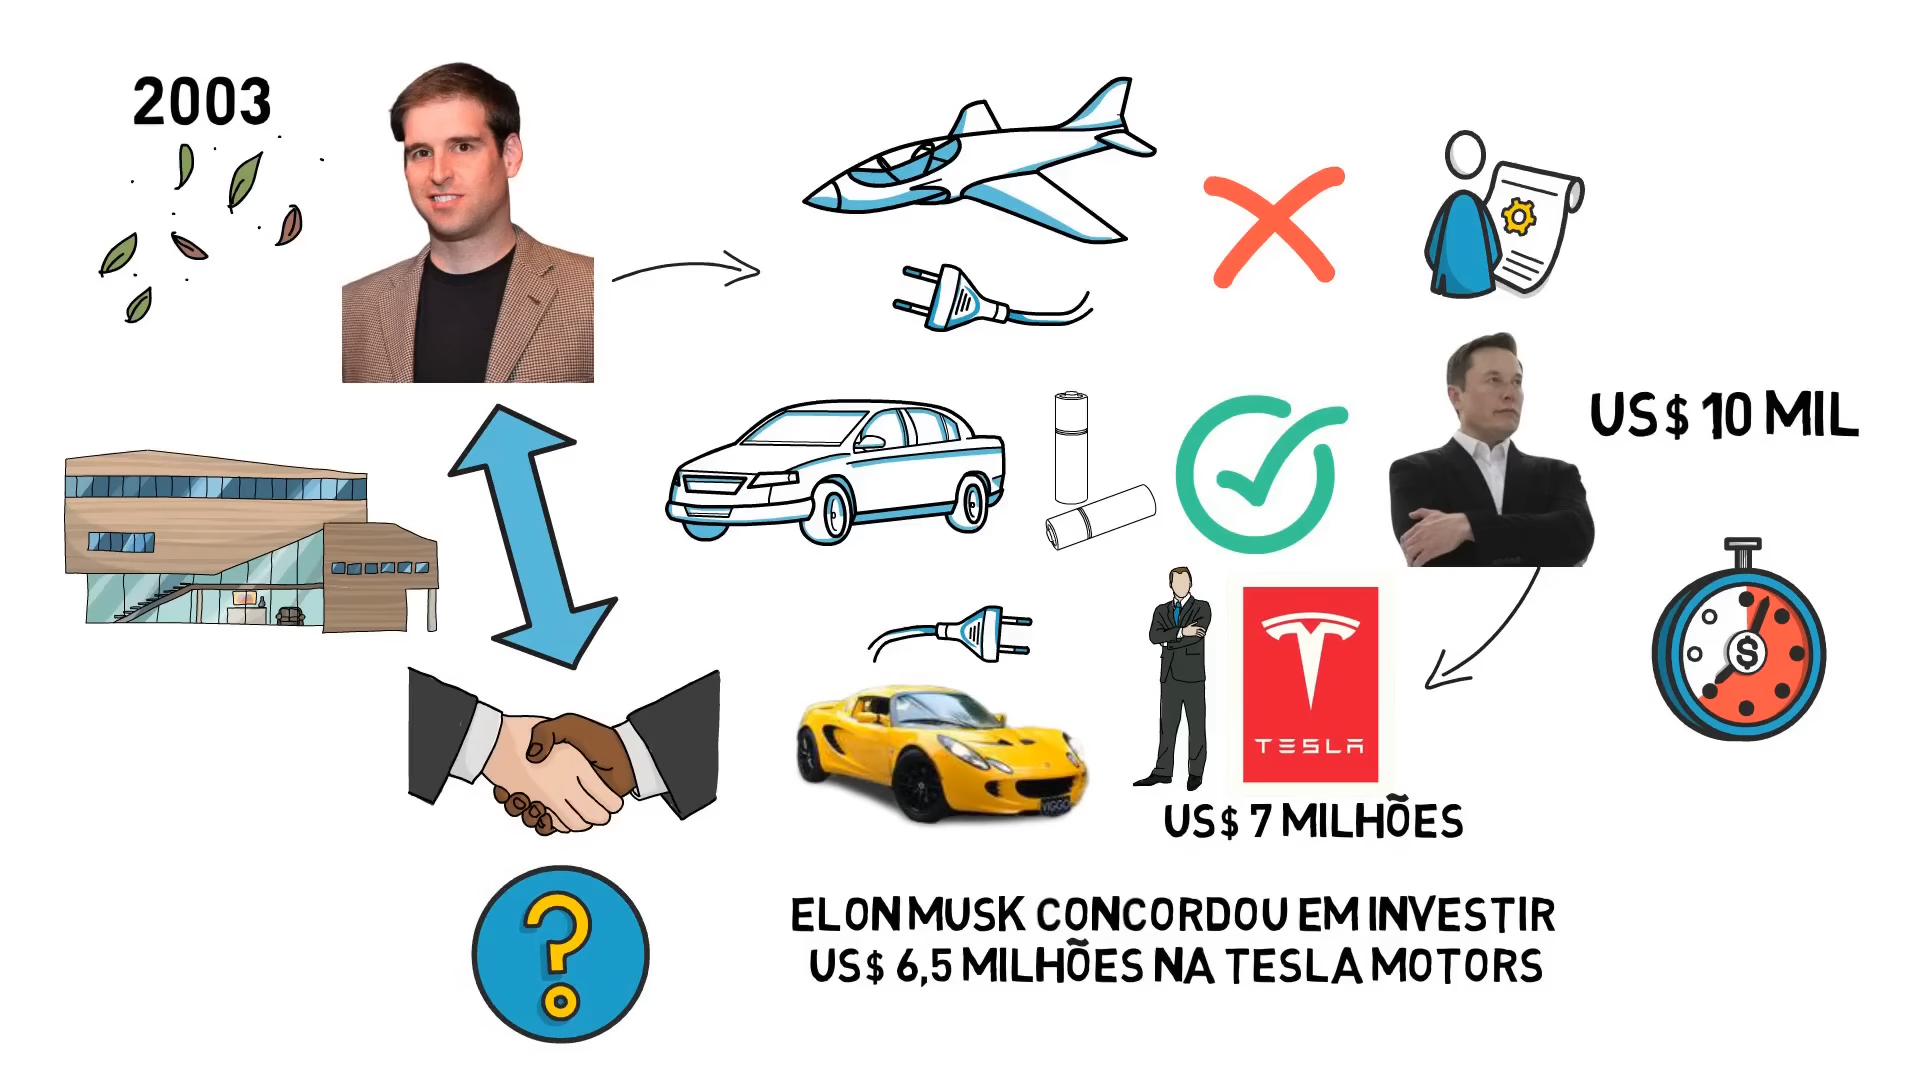 2003
US$ 10 MIL
$
TESLA
VIGGO
US$ 7 MILHÕES
ELON MUSK CONCORDOU EM INVESTIR
US$ 6,5 MILHÕES NA TESLA MOTORS